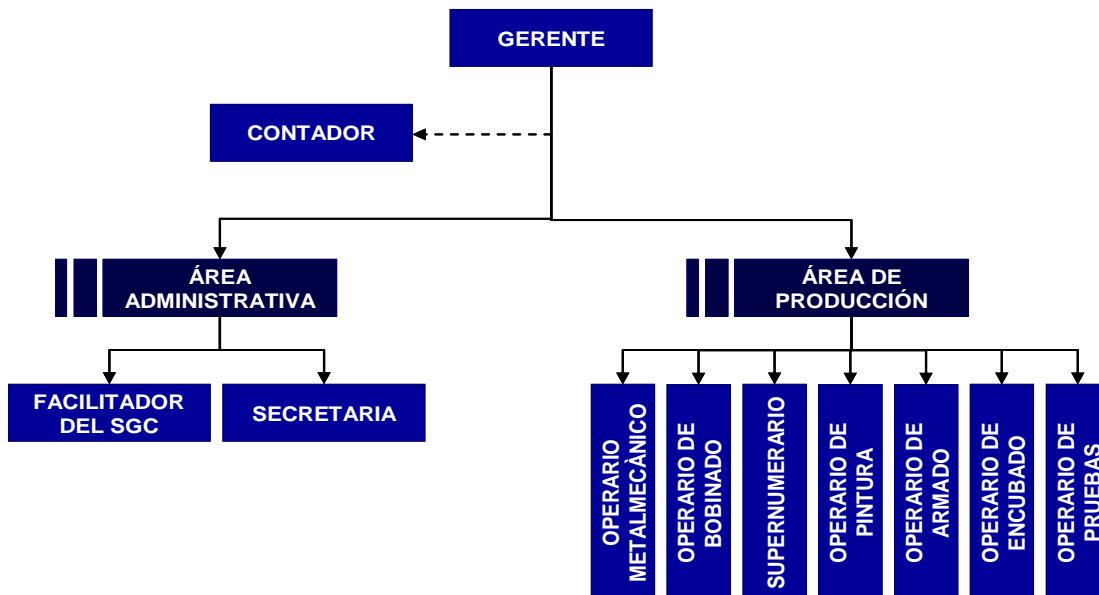 GERENTE
CONTADOR
ÁREA
ADMINISTRATIVA
ÁREA DE
PRODUCCIÓN
FACILITADOR
DEL SGC
SECRETARIA
OPERARIO
METALMECÀNICO
OPERARIO DE
BOBINADO
SUPERNUMERARIO
OPERARIO DE
PINTURA
OPERARIO DE
ARMADO
OPERARIO DE
ENCUBADO
OPERARIO DE
PRUEBAS